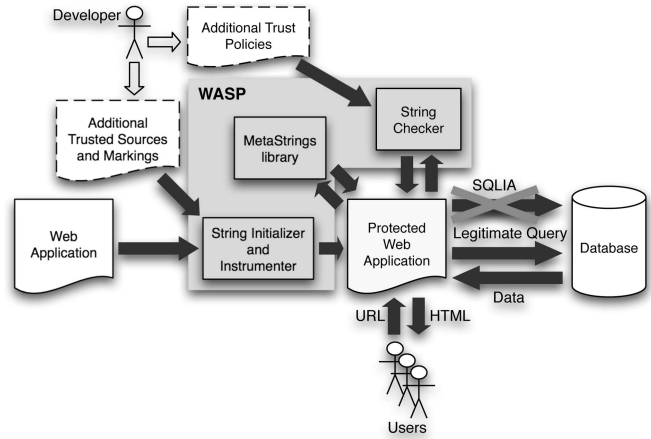 Developer
Additional Trust
Policies
WASP
String
Checker
Additional
Trusted Sources
and Markings
MetaStrings
library
SQLIA
Web
Application
String Initializer
and
Instrumenter
Protected
Web
Application
Legitimate Query
Database
Data
URL
HTML
Users